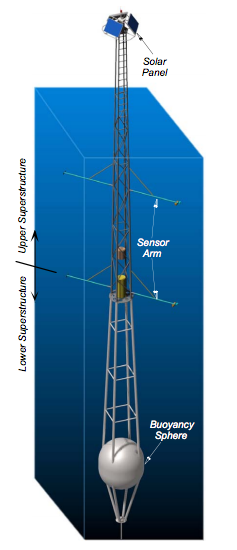 Solar
Panel
Upper Superstructure
Sensor
Arm
Lower Superstructure
Buoyancy
Sphere